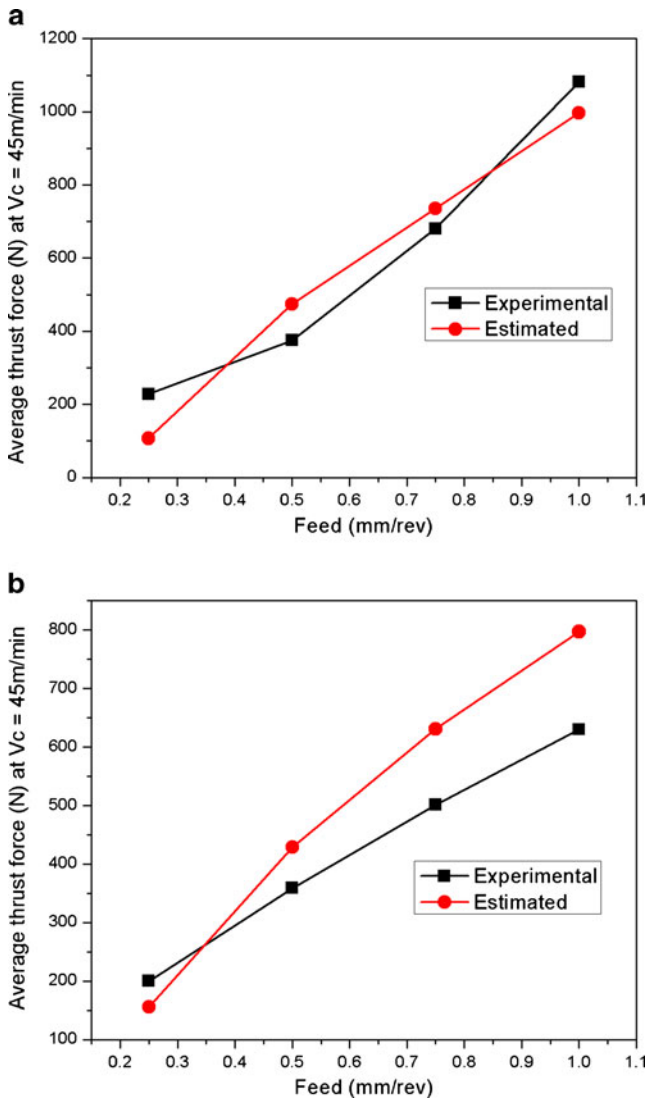 a
Average thrust force (N) at Vc = 45m/min
1200
1000
800
600
400
200
0
Experimental
Estimated
0.2 0.3 0.4 0.5 0.6 0.7 0.8 0.9 1.0 1.1
Feed (mm/rev)
b
Average thrust force (N) at Vc = 45m/min
800
700
600
500
400
300
200
100
Experimental
Estimated
0.2 0.3 0.4 0.5 0.6 0.7 0.8 0.9 1.0 1.1
Feed (mm/rev)